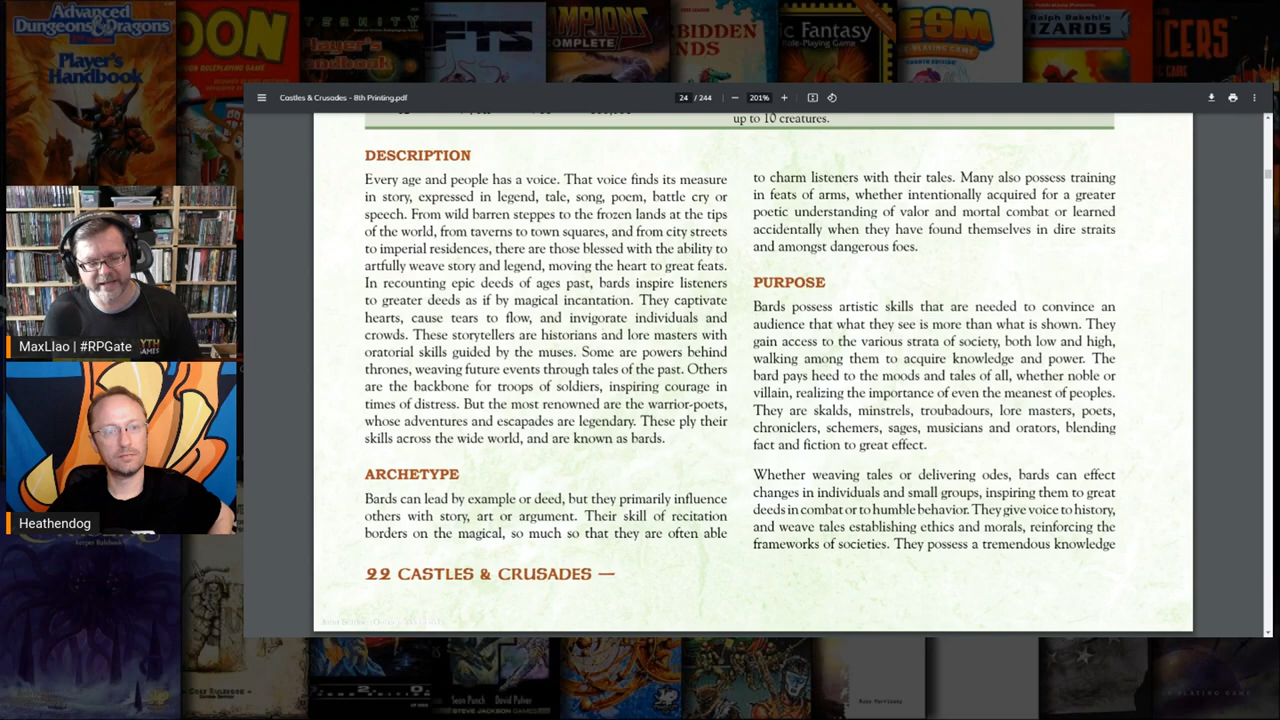 Advanced
Dungeons & Dragons
Player's
Handbook
COMPLETE
Player's
Role-Playing Game
Castles & Crusades - 8th Printing.pdf
24 / 244
201%
up to 10 creatures.
DESCRIPTION
Every age and people has a voice. That voice finds its measure
in story, expressed in legend, tale, song, poem, battle cry or
speech. From wild barren steppes to the frozen lands at the tips
of the world, from taverns to town squares, and from city streets
to imperial residences, there are those blessed with the ability to
artfully weave story and legend, moving the heart to great feats.
In recounting epic deeds of ages past, bards inspire listeners
to greater deeds as if by magical incantation. They captivate
hearts, cause tears to flow, and invigorate individuals and
crowds. These storytellers are historians and lore masters with
oratorial skills guided by the muses. Some are powers behind
thrones, weaving future events through tales of the past. Others
are the backbone for troops of soldiers, inspiring courage in
times of distress. But the most renowned are the warrior-poets,
whose adventures and escapades are legendary. These ply their
skills across the wide world, and are known as bards.
ARCHETYPE
Bards can lead by example or deed, but they primarily influence
others with story, art or argument. Their skill of recitation
borders on the magical, so much so that they are often able
to charm listeners with their tales. Many also possess training
in feats of arms, whether intentionally acquired for a greater
poetic understanding of valor and mortal combat or learned
accidentally when they have found themselves in dire straits
and amongst dangerous foes.
PURPOSE
Bards possess artistic skills that are needed to convince an
audience that what they see is more than what is shown. They
gain access to the various strata of society, both low and high,
walking among them to acquire knowledge and power. The
bard pays heed to the moods and tales of all, whether noble or
villain, realizing the importance of even the meanest of peoples.
They are skalds, minstrels, troubadours, lore masters, poets,
chroniclers, schemers, sages, musicians and orators, blending
fact and fiction to great effect.
Whether weaving tales or delivering odes, bards can effect
changes in individuals and small groups, inspiring them to great
deeds in combat or to humble behavior. They give voice to history,
and weave tales establishing ethics and morals, reinforcing the
frameworks of societies. They possess a tremendous knowledge
22 CASTLES & CRUSADES —
MaxLIao | #RPGate
Heathendog
Sean Punch David Pulver
STEVE JACKSON GAMES